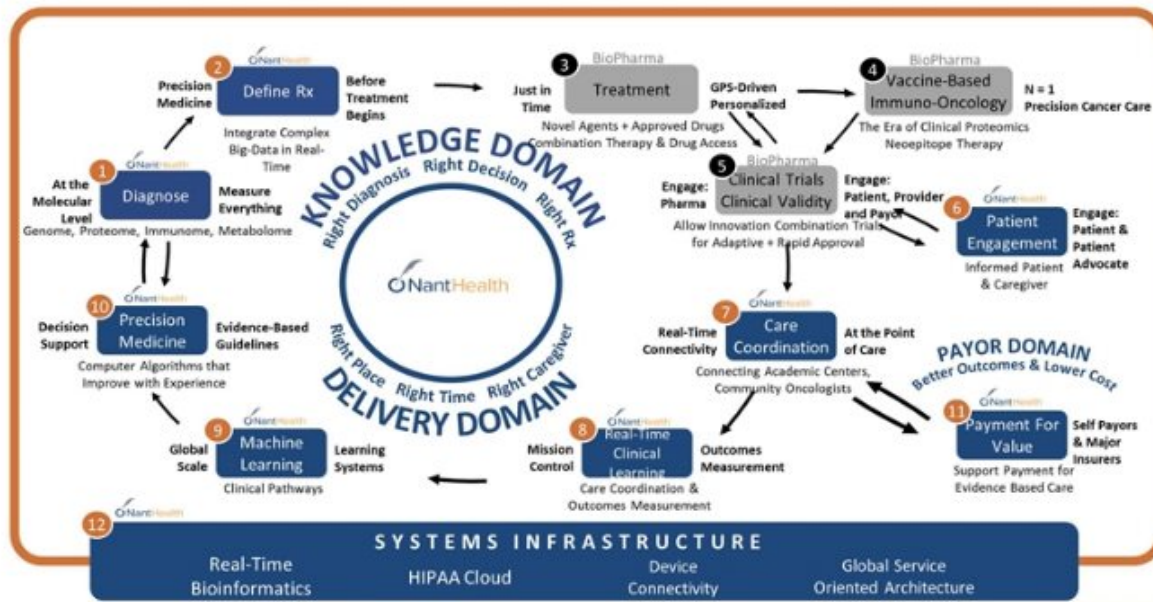 NantHealth
2
Define Rx
Precision
Medicine
Before
Treatment
Begins
Integrate Complex
Big-Data in Real-
Time
BioPharma
3
Treatment
Just in
Time
GPS-Driven
Personalized
Novel Agents + Approved Drugs
Combination Therapy & Drug Access
BioPharma
4
Vaccine-Based
Immuno-Oncology
N = 1
Precision Cancer Care
The Era of Clinical Proteomics
Neoepitope Therapy
NantHealth
1
Diagnose
At the
Molecular
Level
Measure
Everything
Genome, Proteome, Immunome, Metabolome
KNOWLEDGE DOMAIN
Right Diagnosis Right Decision Right Rx
NantHealth
Right Place Right Time Right Caregiver
DELIVERY DOMAIN
BioPharma
5
Clinical Trials
Clinical Validity
Engage:
Pharma
Engage:
Patient, Provider
and Payor
Allow Innovation Combination Trials
for Adaptive + Rapid Approval
NantHealth
6
Patient
Engagement
Engage:
Patient &
Patient
Advocate
Informed Patient
& Caregiver
NantHealth
10
Precision
Medicine
Decision
Support
Evidence-Based
Guidelines
Computer Algorithms that
Improve with Experience
NantHealth
7
Care
Coordination
Real-Time
Connectivity
At the Point
of Care
Connecting Academic Centers,
Community Oncologists
PAYOR DOMAIN
Better Outcomes & Lower Cost
NantHealth
11
Payment For
Value
Self Payors
& Major
Insurers
Support Payment for
Evidence Based Care
NantHealth
9
Machine
Learning
Global
Scale
Learning
Systems
Clinical Pathways
NantHealth
8
Real-Time
Clinical
Learning
Mission
Control
Outcomes
Measurement
Care Coordination &
Outcomes Measurement
NantHealth
12
SYSTEMS INFRASTRUCTURE
Real-Time
Bioinformatics
HIPAA Cloud
Device
Connectivity
Global Service
Oriented Architecture